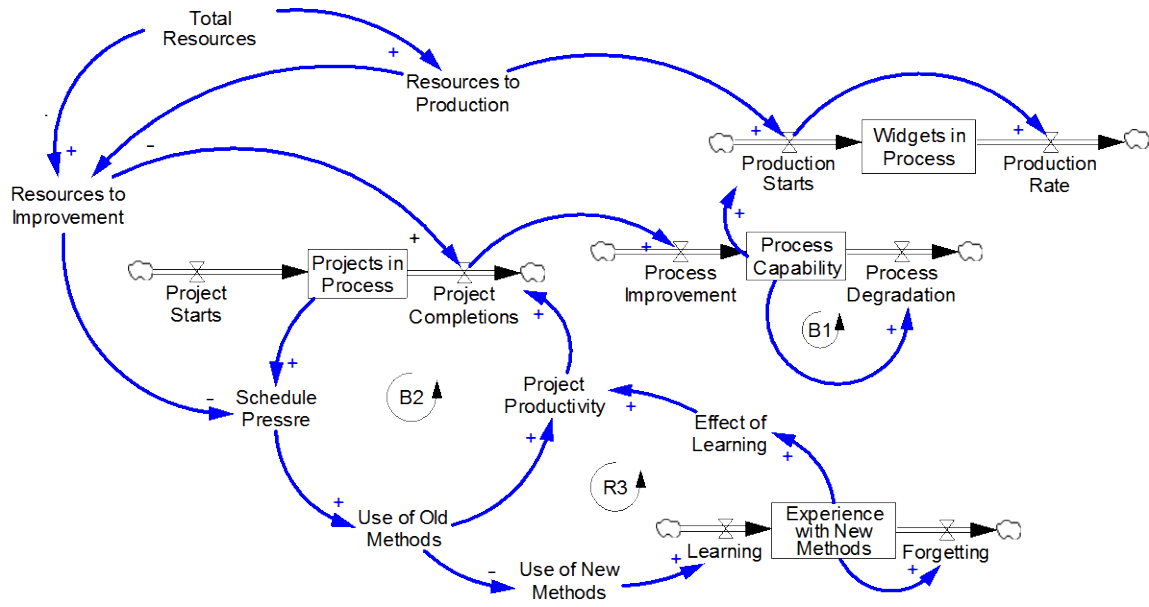 Total
Resources
+
+
Resources to
Production
+
-
Resources to
Improvement
+
Production
Starts
Widgets in
Process
+
Production
Rate
+
+
Project
Starts
Projects in
Process
Project
Completions
+
Process
Improvement
Process
Capability
Process
Degradation
+
B1
+
+
-
Schedule
Pressre
B2
Project
Productivity
+
+
Effect of
Learning
+
R3
+
Use of Old
Methods
-
Use of New
Methods
+
Learning
Experience
with New
Methods
Forgetting
+